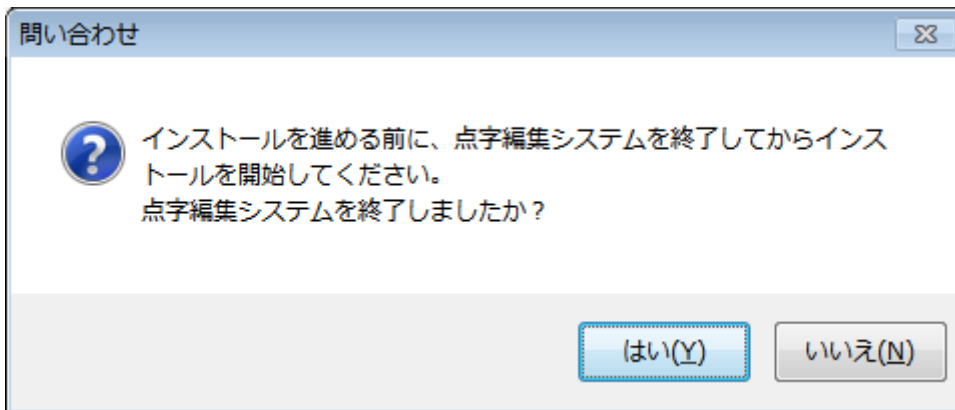 問い合わせ
インストールを進める前に、点字編集システムを終了してからインス
トールを開始してください。
点字編集システムを終了しましたか？
はい(Y)
いいえ(N)